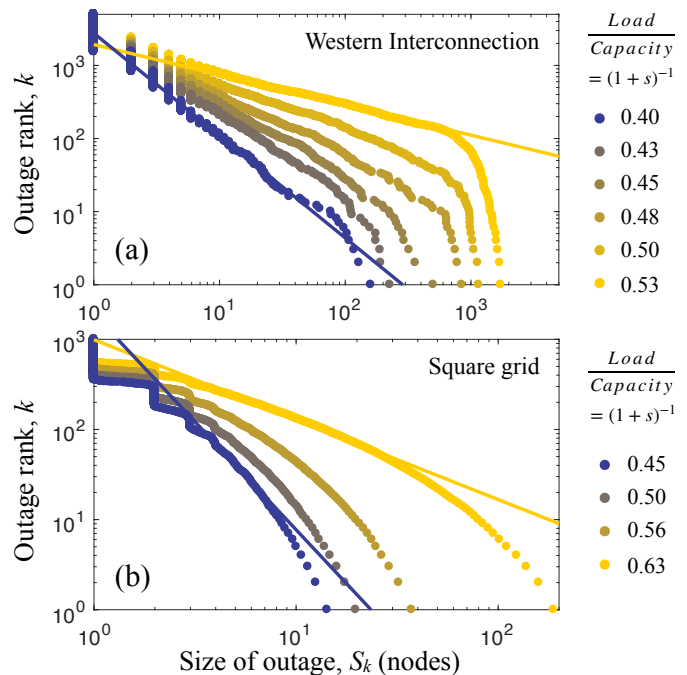 Western Interconnection
Outage rank, k
10³
10²
10¹
10⁰
(a)
10⁰ 10¹ 10² 10³
Load
Capacity
= (1 + s)⁻¹
0.40
0.43
0.45
0.48
0.50
0.53
Square grid
Outage rank, k
10³
10²
10¹
10⁰
(b)
10⁰ 10¹ 10²
Size of outage, Sₖ (nodes)
Load
Capacity
= (1 + s)⁻¹
0.45
0.50
0.56
0.63